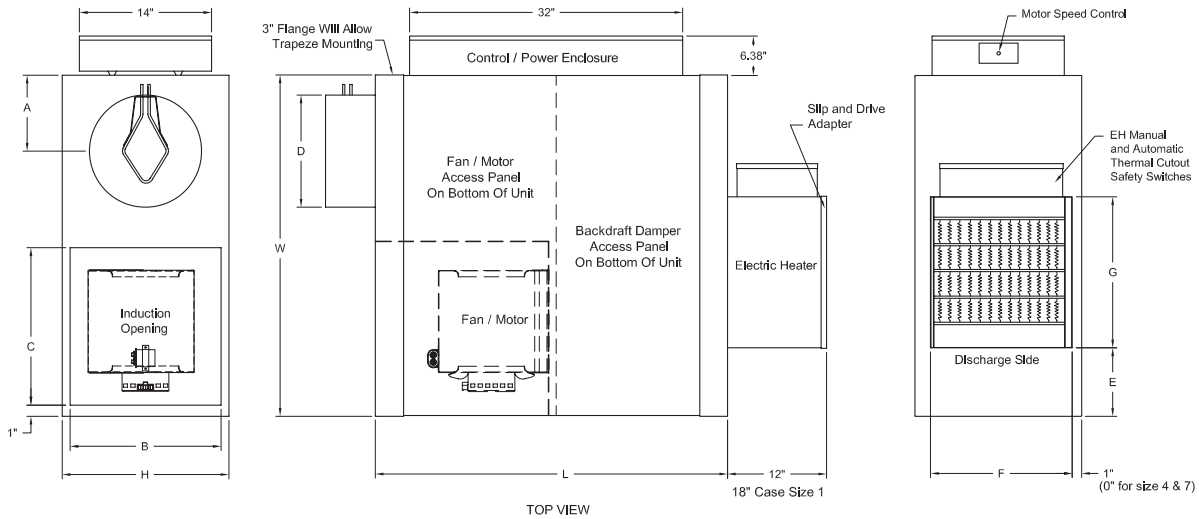 14"
32"
3" Flange Will Allow
Trapeze Mounting
Control / Power Enclosure
6.38"
Motor Speed Control
A
D
Slip and Drive
Adapter
EH Manual
and Automatic
Thermal Cutout
Safety Switches
Fan / Motor
Access Panel
On Bottom Of Unit
W
Backdraft Damper
Access Panel
On Bottom Of Unit
Electric Heater
G
Induction
Opening
C
Fan / Motor
Discharge Side
E
1"
B
H
L
12"
18" Case Size 1
F
1"
(0" for size 4 & 7)
TOP VIEW